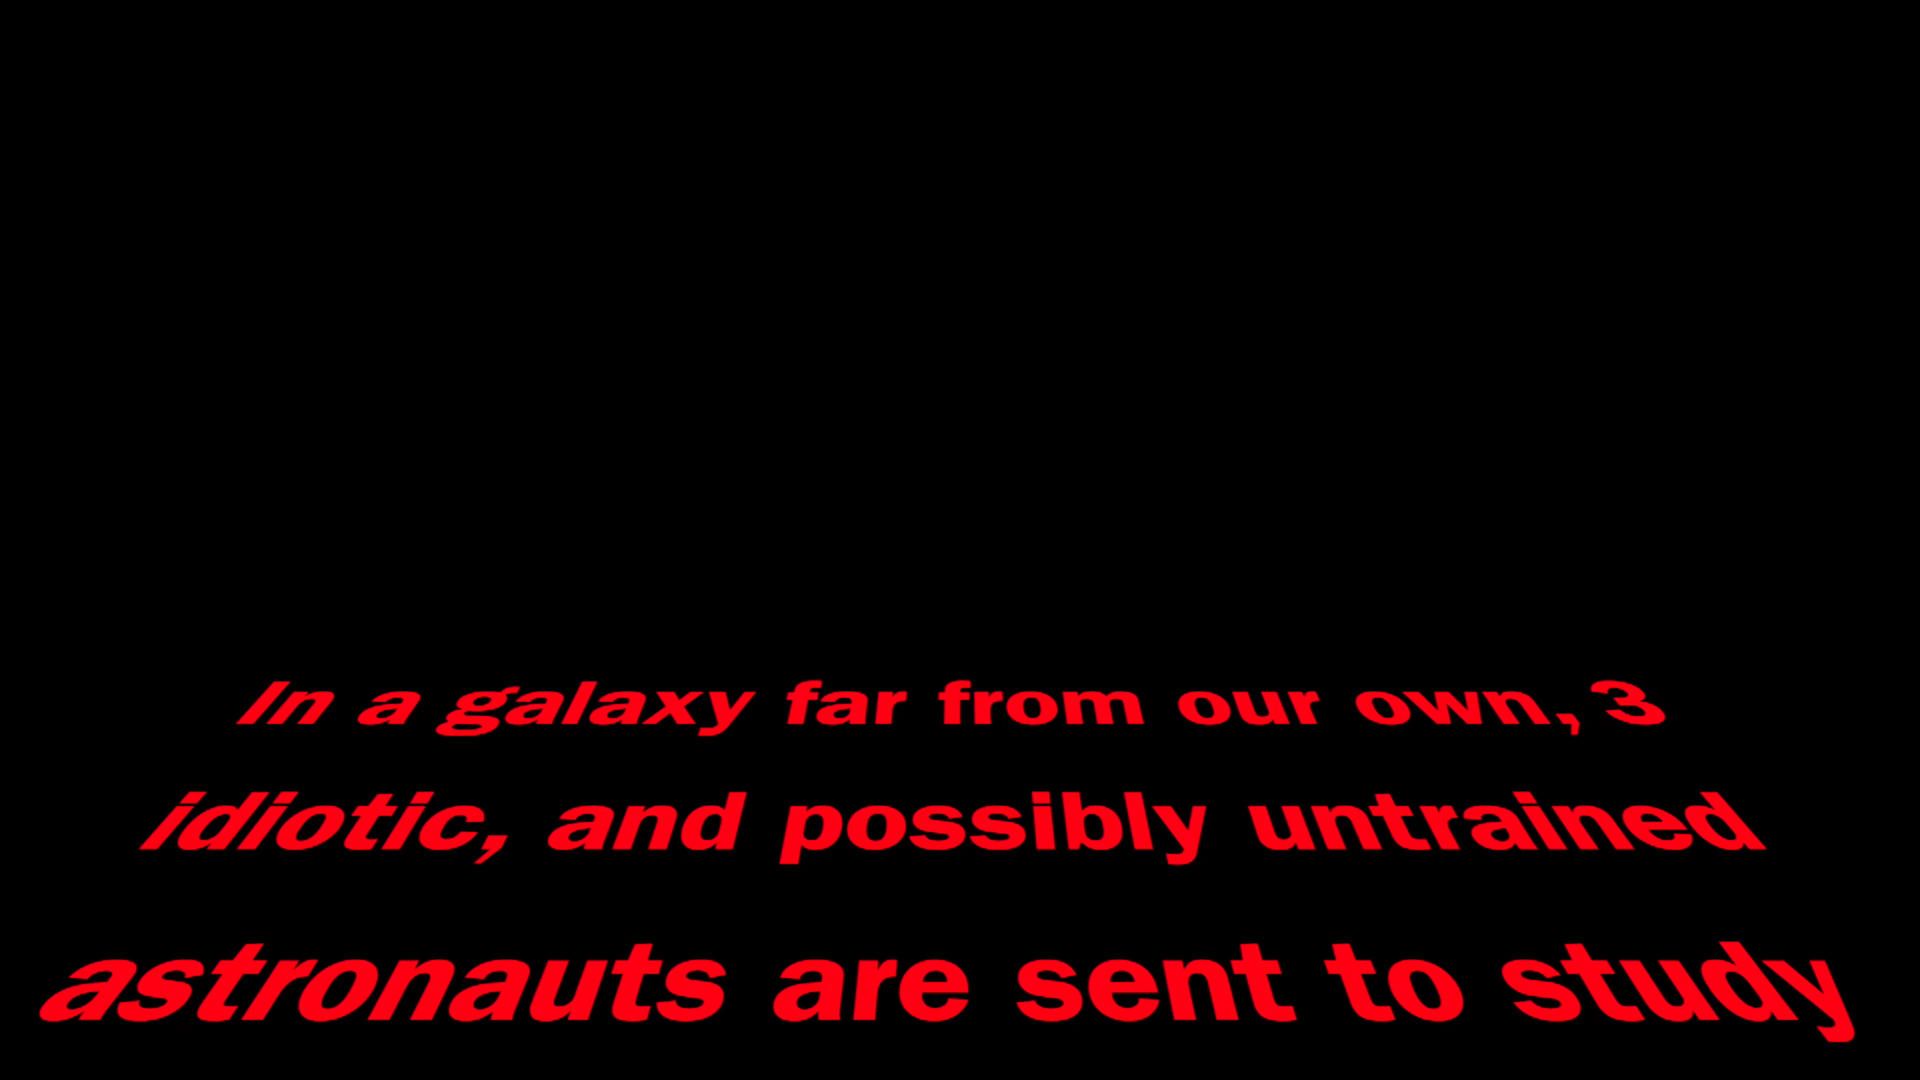 In a galaxy far from our own, 3
idiotic, and possibly untrained
astronauts are sent to study